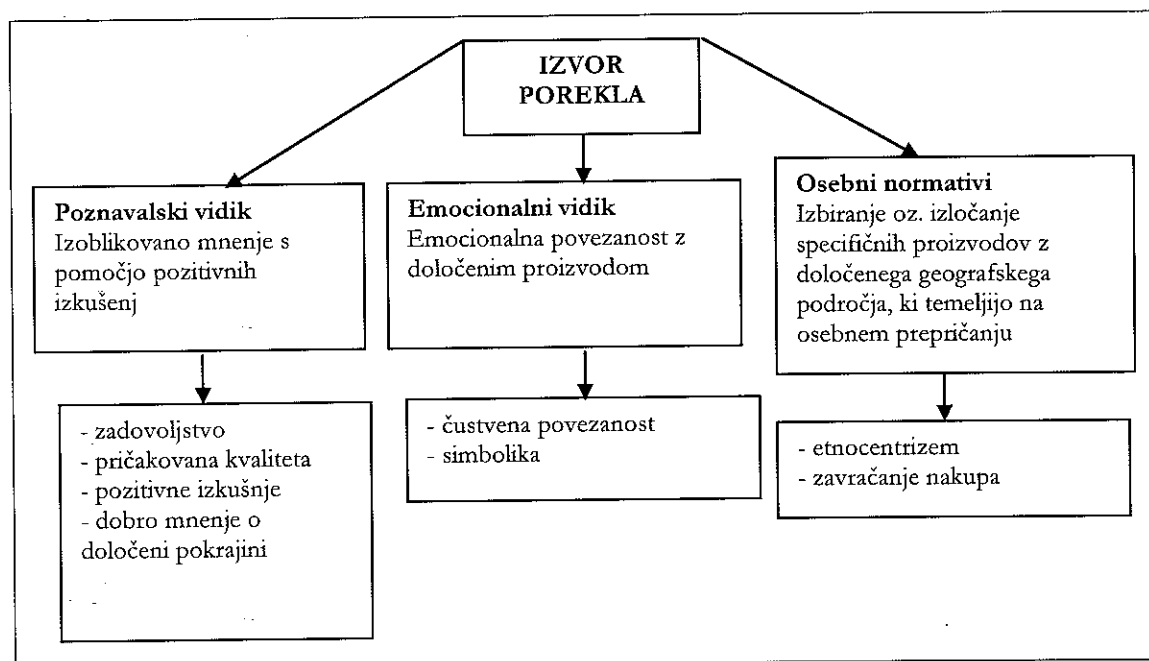 IZVOR
POREKLA
Poznavalski vidik
Izoblikovano mnenje s
pomočjo pozitivnih
izkušenj
Emocionalni vidik
Emocionalna povezanost z
določenim proizvodom
Osebni normativi
Izbiranje oz. izločanje
specifičnih proizvodov z
določenega geografskega
področja, ki temeljijo na
osebnem prepričanju
- zadovoljstvo
- pričakovana kvaliteta
- pozitivne izkušnje
- dobro mnenje o
določeni pokrajini
- čustvena povezanost
- simbolika
- etnocentrizem
- zavračanje nakupa